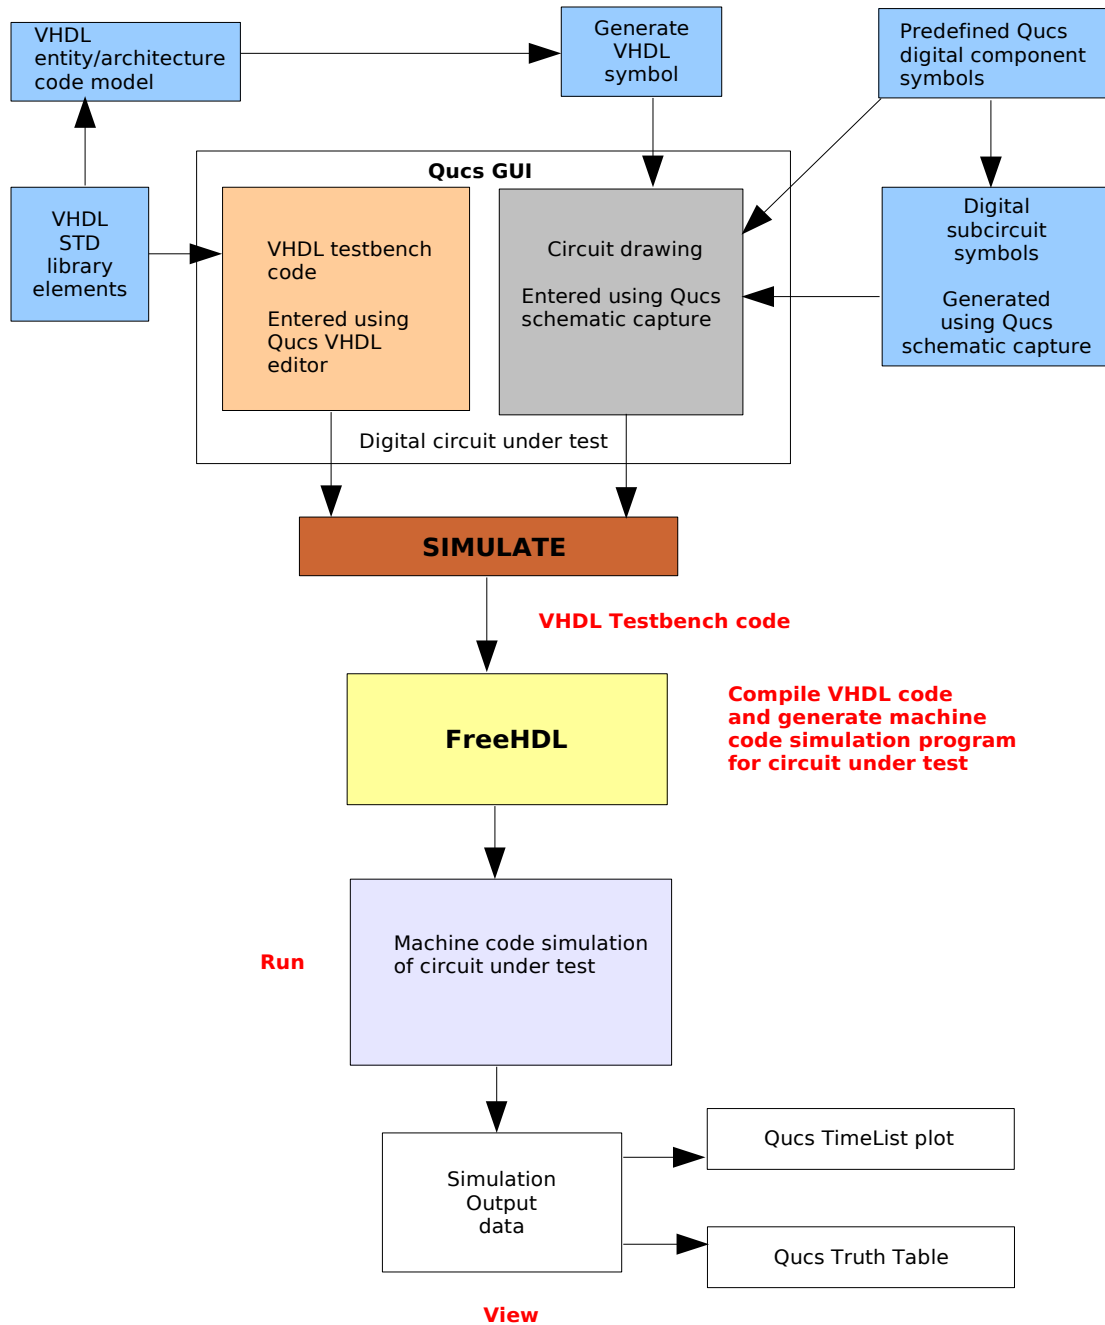 VHDL
entity/architecture
code model
Generate
VHDL
symbol
Predefined Qucs
digital component
symbols
Qucs GUI
VHDL
STD
library
elements
VHDL testbench
code
Entered using
Qucs VHDL
editor
Circuit drawing
Entered using Qucs
schematic capture
Digital
subcircuit
symbols
Generated
using Qucs
schematic capture
Digital circuit under test
SIMULATE
VHDL Testbench code
FreeHDL
Compile VHDL code
and generate machine
code simulation program
for circuit under test
Machine code simulation
of circuit under test
Run
Simulation
Output
data
Qucs TimeList plot
Qucs Truth Table
View